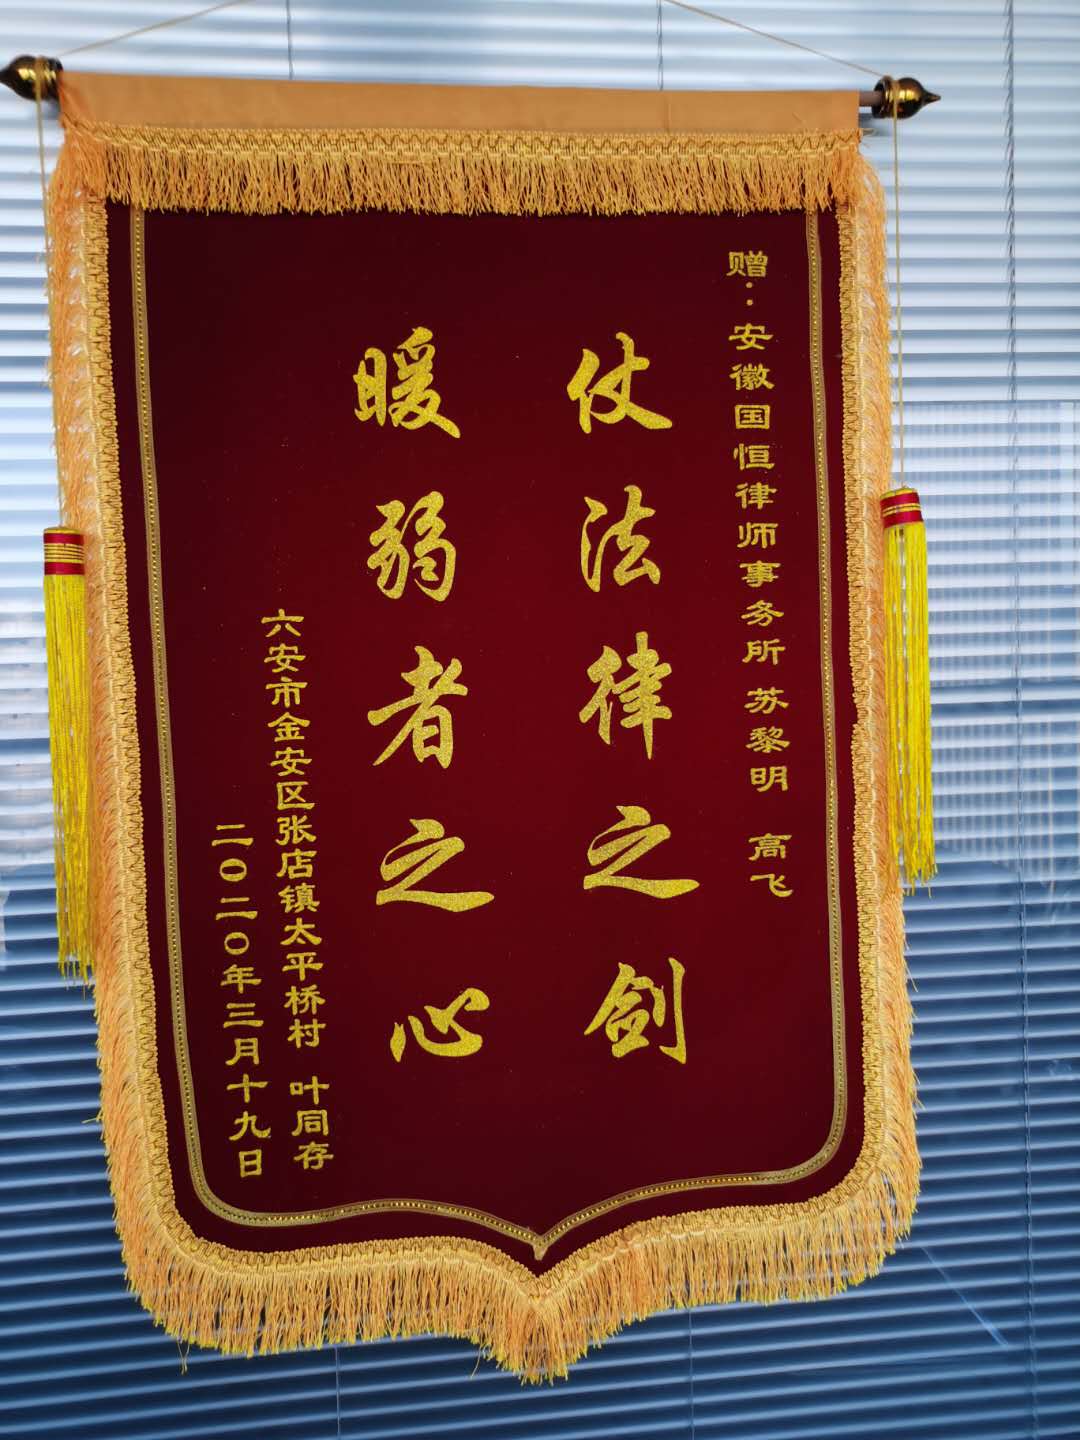 赠：安徽国恒律师事务所 苏黎明 高飞
仗法律之剑
暖弱者之心
六安市金安区张店镇太平桥村 叶同存
二〇二〇年三月十九日